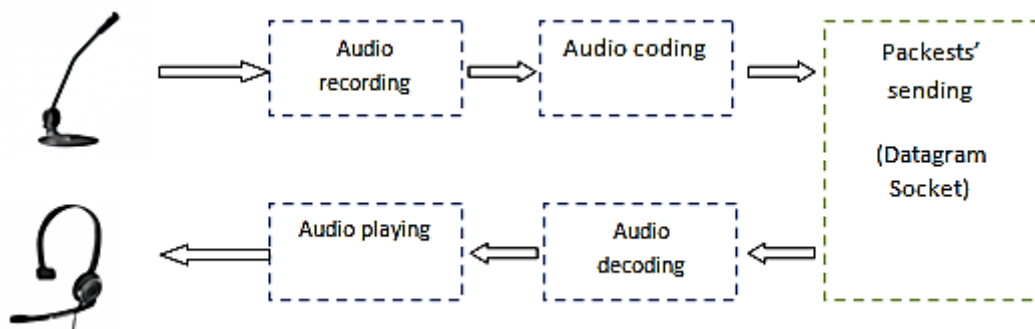 Audio
recording
Audio coding
Packests'
sending
(Datagram
Socket)
Audio playing
Audio
decoding